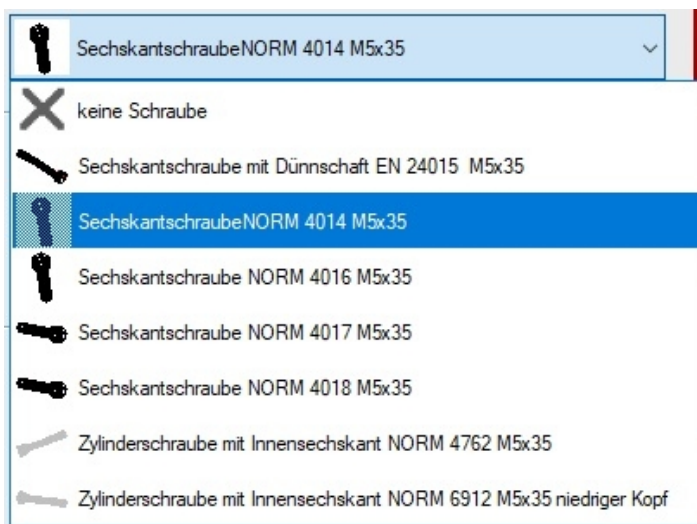 SechskantschraubeNORM 4014 M5x35
keine Schraube
Sechskantschraube mit Dünnschaft EN 24015  M5x35
SechskantschraubeNORM 4014 M5x35
Sechskantschraube NORM 4016 M5x35
Sechskantschraube NORM 4017 M5x35
Sechskantschraube NORM 4018 M5x35
Zylinderschraube mit Innensechskant NORM 4762 M5x35
Zylinderschraube mit Innensechskant NORM 6912 M5x35 niedriger Kopf